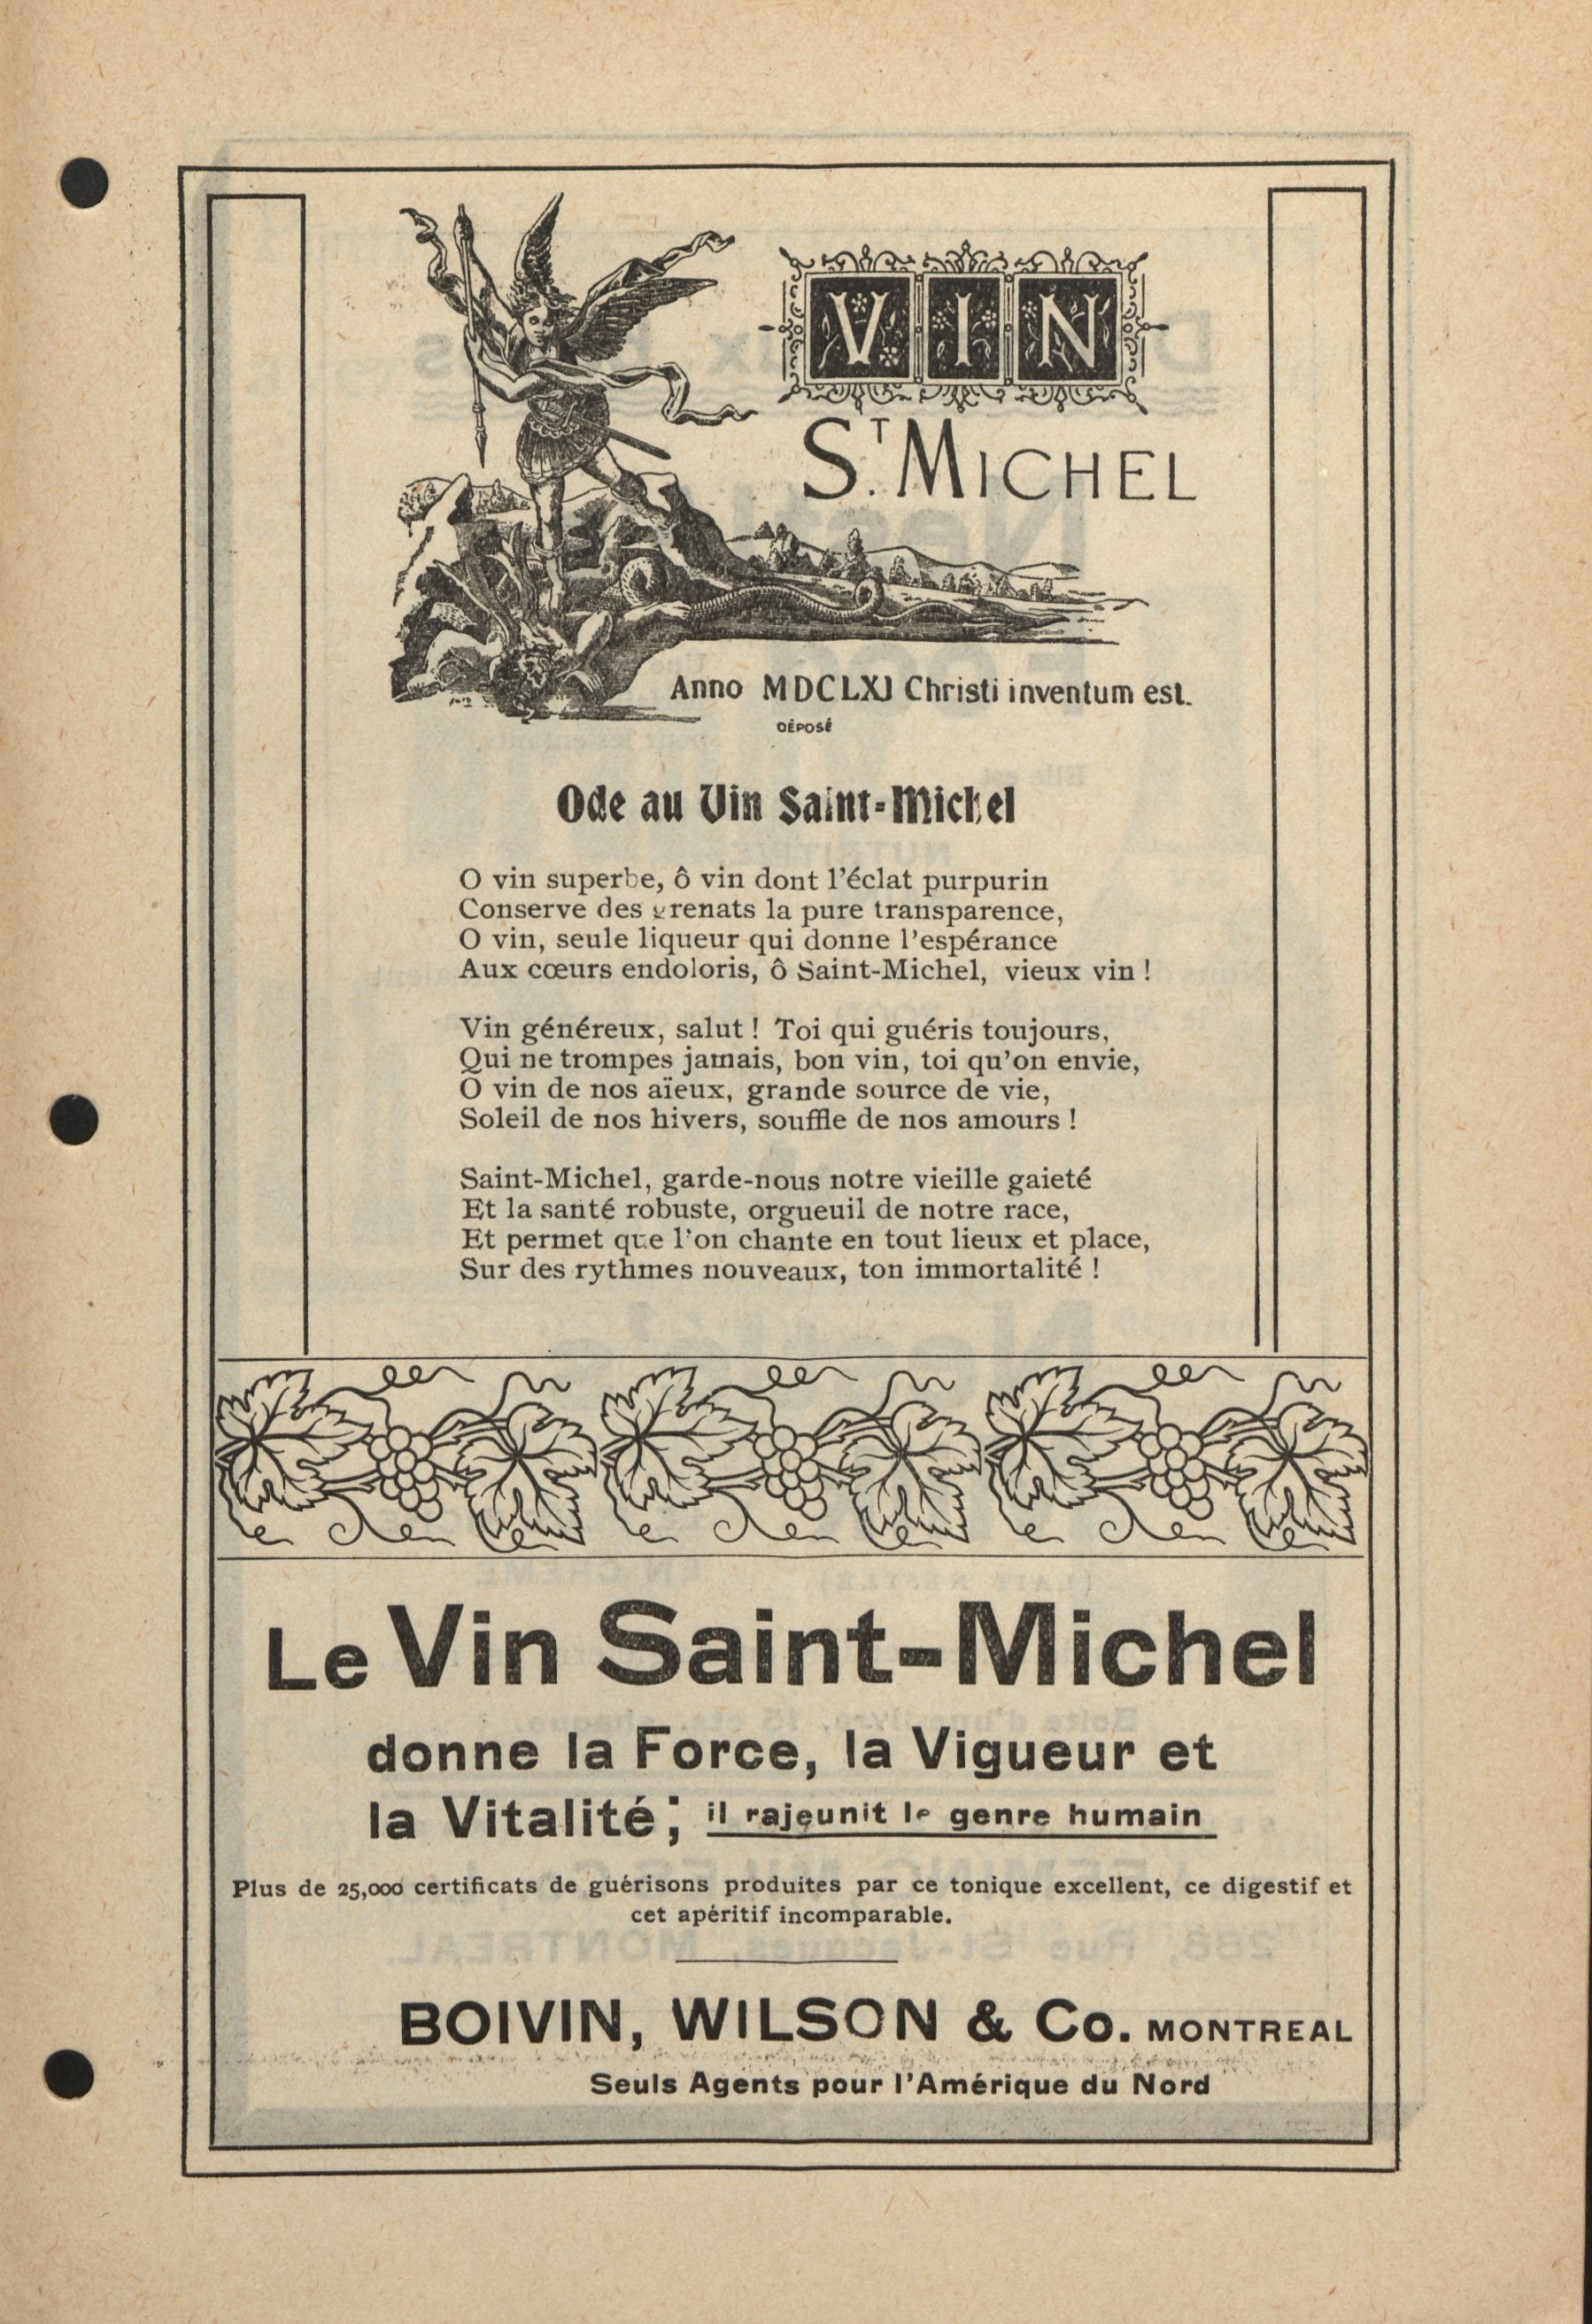 VIN
ST. MICHEL
Anno MDCLXI Christi inventum est.
DÉPOSÉ
Ode au Vin Saint-Michel
O vin superbe, ô vin dont l'éclat purpurin
Conserve des grenats la pure transparence,
O vin, seule liqueur qui donne l'espérance
Aux cœurs endoloris, ô Saint-Michel, vieux vin !
Vin généreux, salut ! Toi qui guéris toujours,
Qui ne trompes jamais, bon vin, toi qu'on envie,
O vin de nos aïeux, grande source de vie,
Soleil de nos hivers, souffle de nos amours !
Saint-Michel, garde-nous notre vieille gaieté
Et la santé robuste, orgueuil de notre race,
Et permet que l'on chante en tout lieux et place,
Sur des rythmes nouveaux, ton immortalité !
Le Vin Saint-Michel
donne la Force, la Vigueur et
la Vitalité; il rajeunit le genre humain
Plus de 25,000 certificats de guérisons produites par ce tonique excellent, ce digestif et
cet apéritif incomparable.
BOIVIN, WILSON & Co. MONTREAL
Seuls Agents pour l'Amérique du Nord